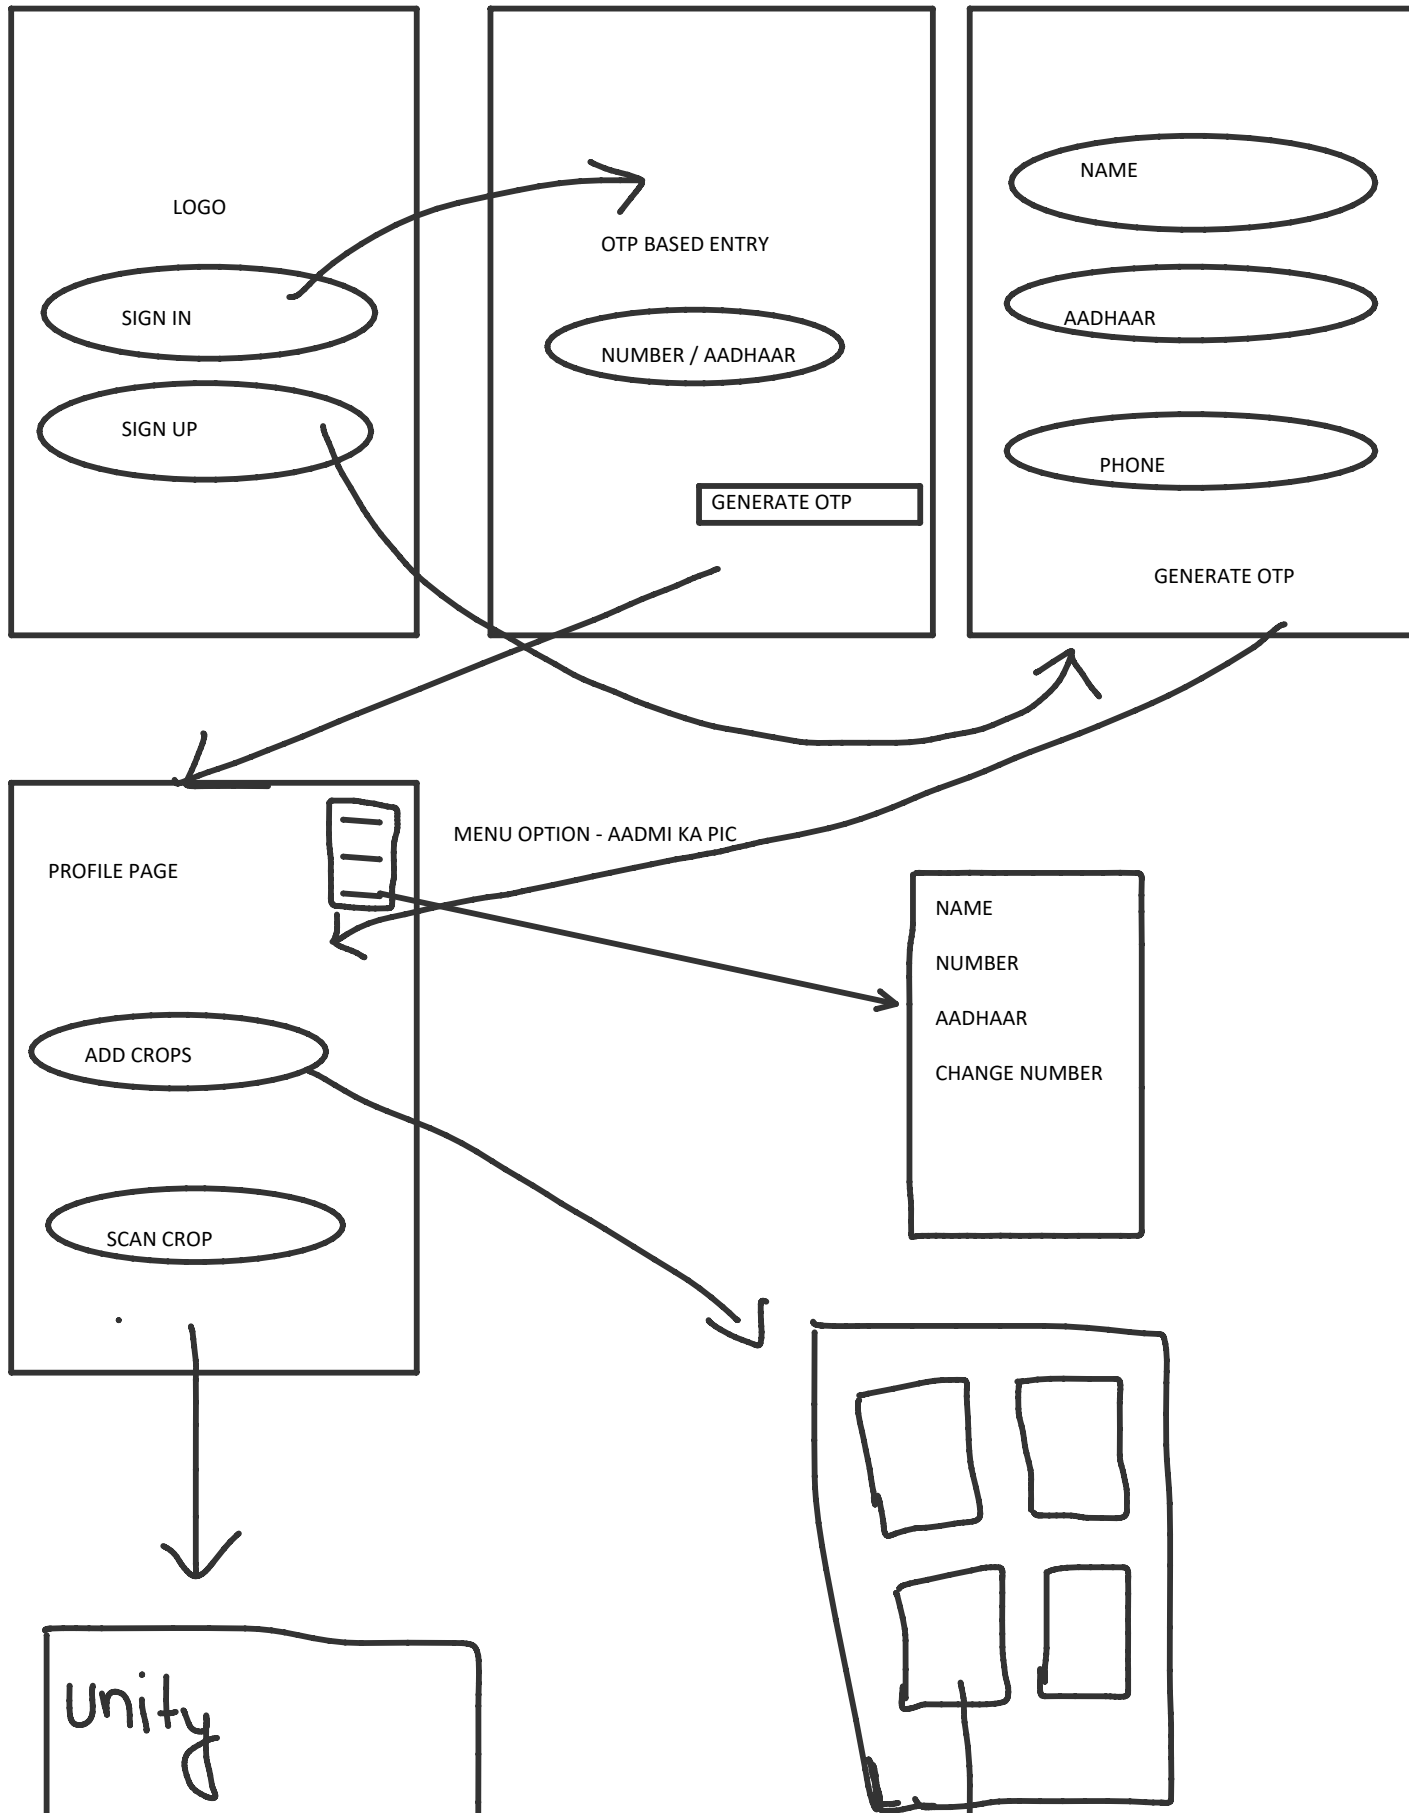 LOGO
SIGN IN
SIGN UP
OTP BASED ENTRY
NUMBER / AADHAAR
GENERATE OTP
NAME
AADHAAR
PHONE
GENERATE OTP
PROFILE PAGE
MENU OPTION - AADMI KA PIC
ADD CROPS
SCAN CROP
NAME
NUMBER
AADHAAR
CHANGE NUMBER
unity